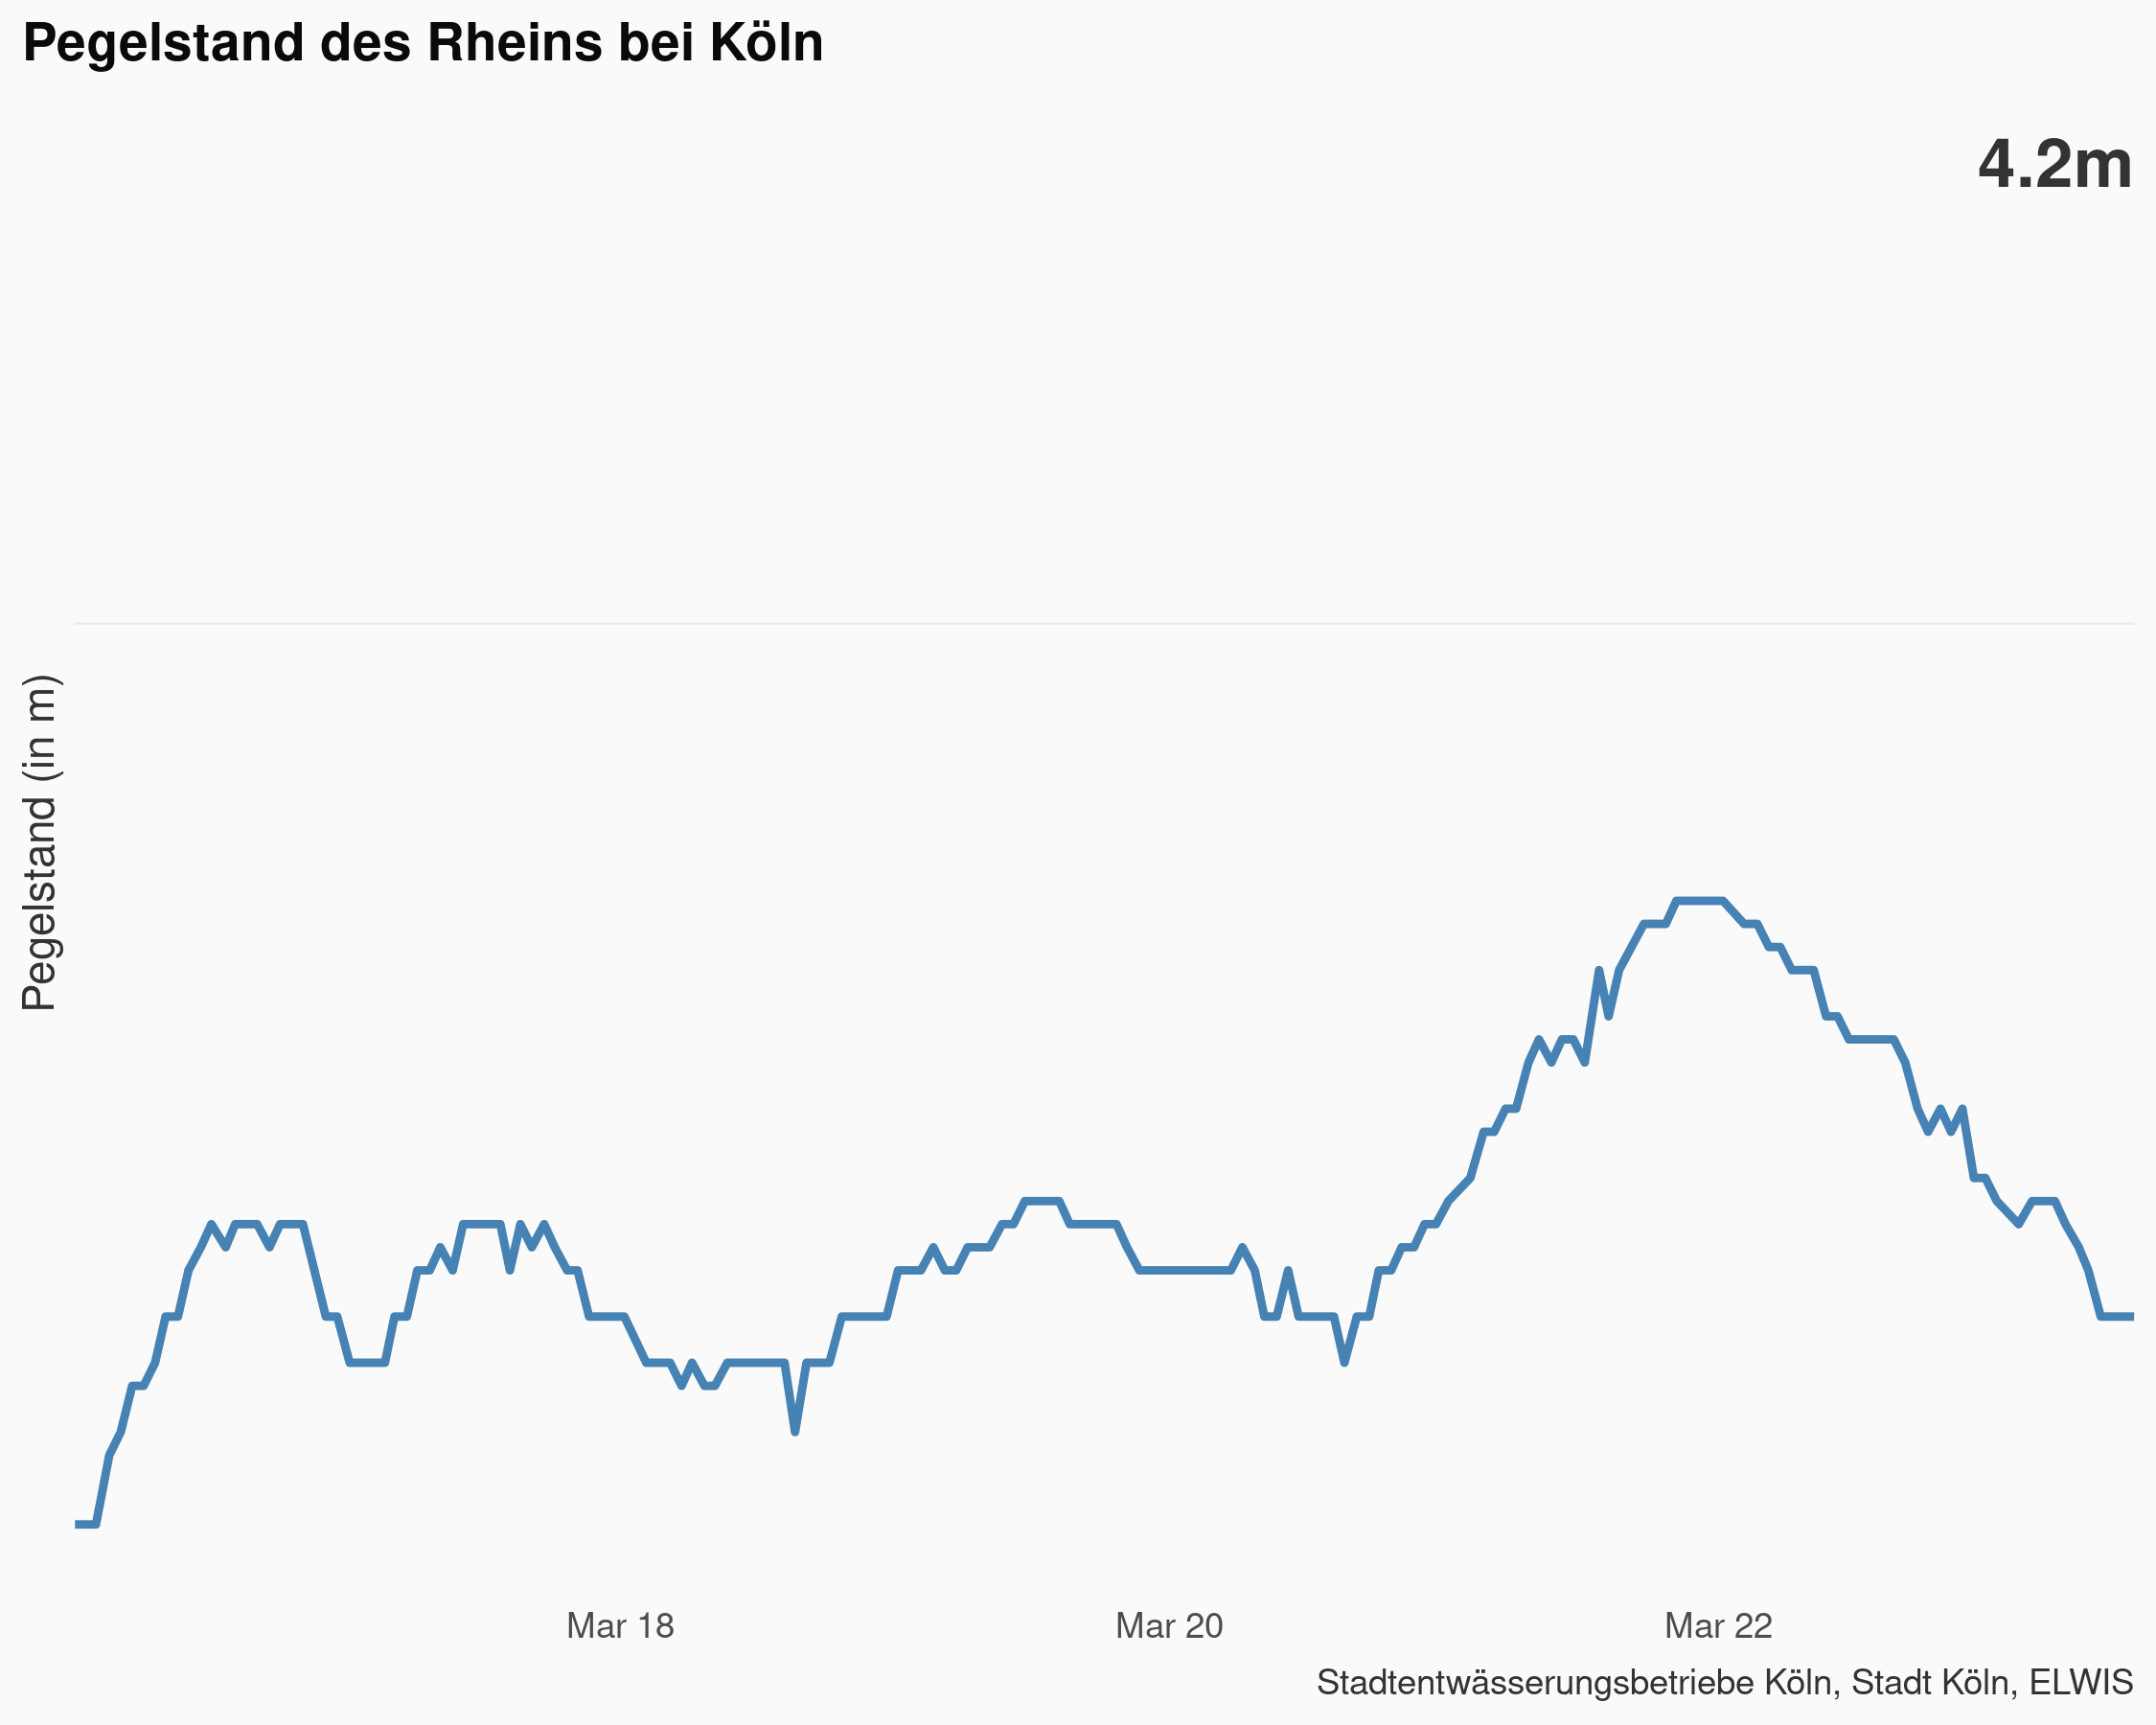 Pegelstand des Rheins bei Köln
4.2m
Pegelstand (in m)
Mar 18
Mar 20
Mar 22
Stadtentwässerungsbetriebe Köln, Stadt Köln, ELWIS